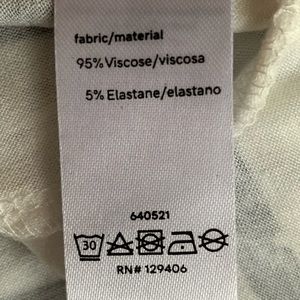 fabric/material
95% Viscose/viscosa
5% Elastane/elastano
640521
30
RN# 129406